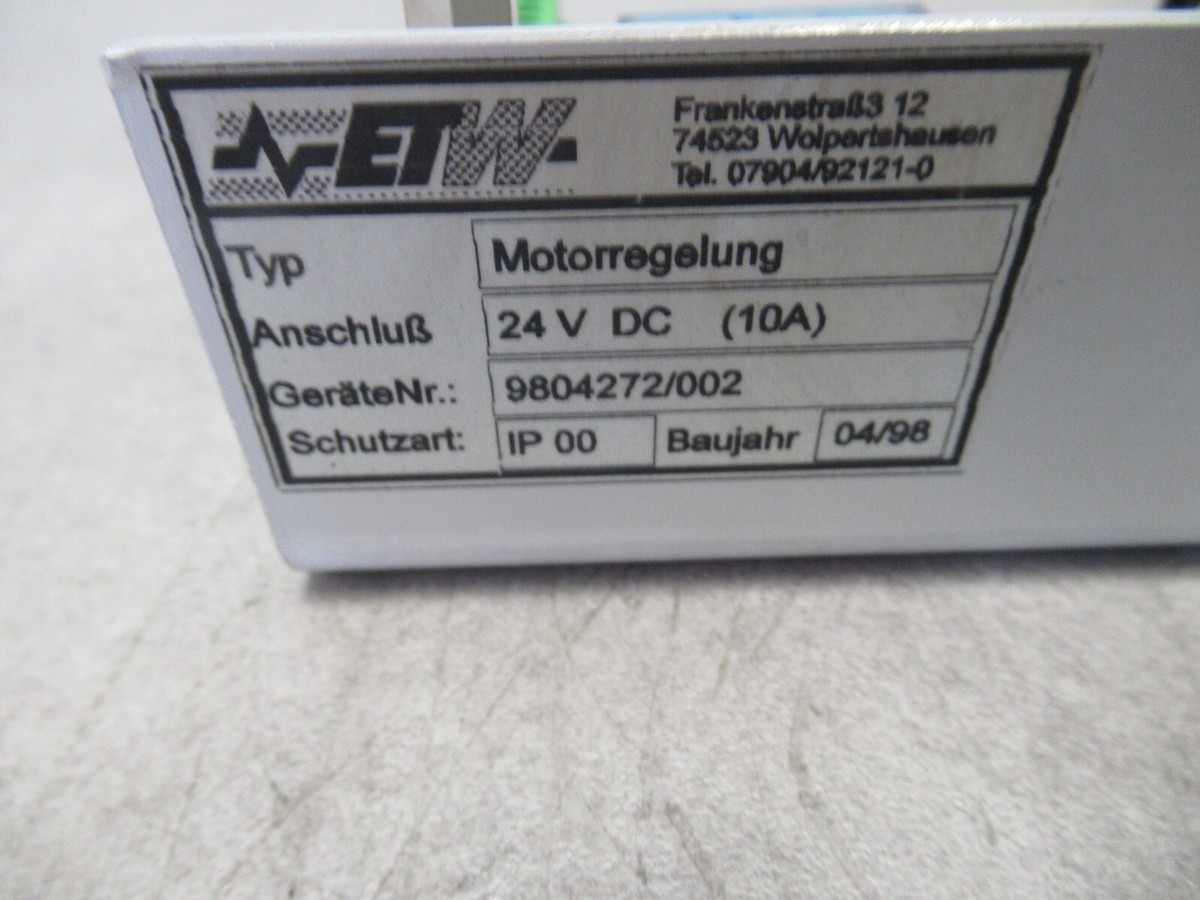 ETW
Frankenstraß3 12
74523 Wolpertshausen
Tel. 07904/92121-0
Typ Motorregelung
Anschluß 24 V DC (10A)
GeräteNr.: 9804272/002
Schutzart: IP 00 Baujahr 04/98